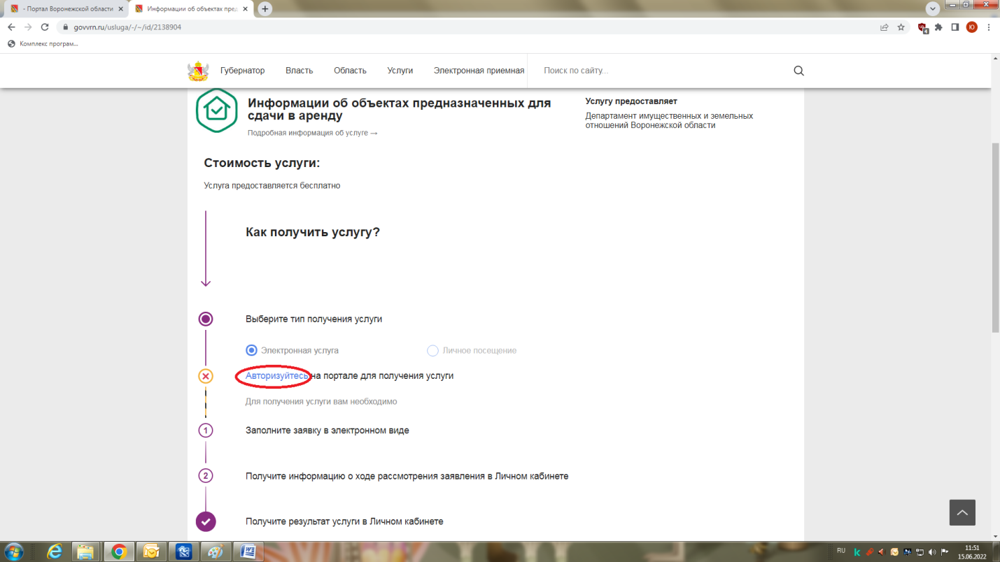 - Портал Воронежской области
Информации об объектах пред
govvrn.ru/usluga/-/~/id/2138904
4
Ю
Комплекс програм...
Губернатор
Власть
Область
Услуги
Электронная приемная
Поиск по сайту...
Информации об объектах предназначенных для
сдачи в аренду
Подробная информация об услуге →
Услугу предоставляет
Департамент имущественных и земельных
отношений Воронежской области
Стоимость услуги:
Услуга предоставляется бесплатно
Как получить услугу?
Выберите тип получения услуги
Электронная услуга
Личное посещение
Авторизуйтесь на портале для получения услуги
Для получения услуги вам необходимо
1
Заполните заявку в электронном виде
2
Получите информацию о ходе рассмотрения заявления в Личном кабинете
Получите результат услуги в Личном кабинете
RU
11:51
15.06.2022